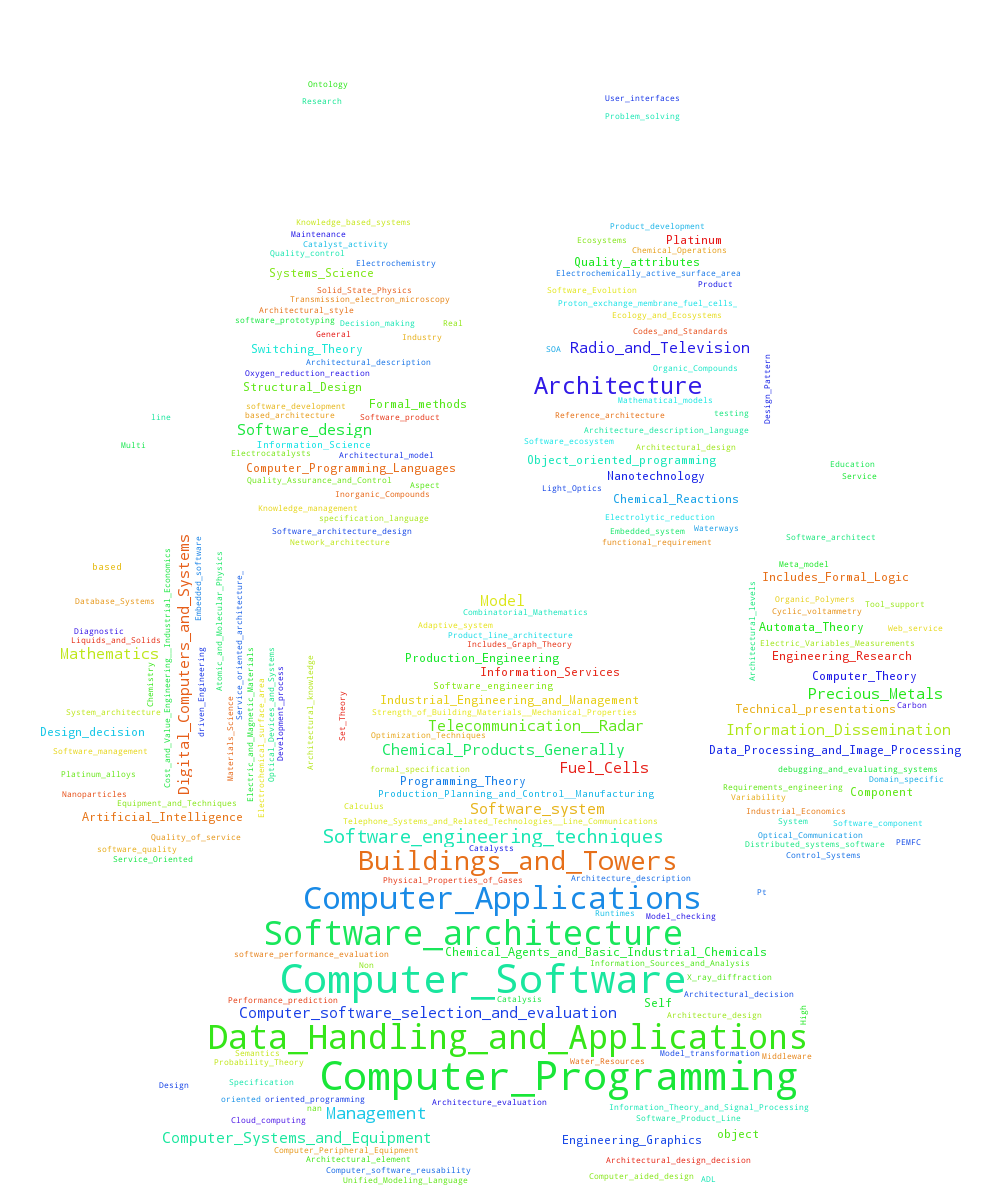 Ontology
Research
User_interfaces
Problem_solving
Knowledge_based_systems
Maintenance
Catalyst_activity
Quality_control
Electrochemistry
Systems_Science
Solid_State_Physics
Transmission_electron_microscopy
Architectural_style
software_prototyping
Decision_making
Real
General
Industry
Switching_Theory
Architectural_description
Oxygen_reduction_reaction
Structural_Design
software_development
Formal_methods
based_architecture
Software_product
Software_design
Information_Science
Electrocatalysts
Architectural_model
Computer_Programming_Languages
Quality_Assurance_and_Control
Aspect
Inorganic_Compounds
Knowledge_management
specification_language
Software_architecture_design
Network_architecture
line
Multi
Product_development
Ecosystems
Platinum
Chemical_Operations
Quality_attributes
Electrochemically_active_surface_area
Product
Software_Evolution
Proton_exchange_membrane_fuel_cells_
Ecology_and_Ecosystems
Codes_and_Standards
SOA
Radio_and_Television
Organic_Compounds
Design_Pattern
Architecture
Mathematical_models
Reference_architecture
testing
Architecture_description_language
Software_ecosystem
Architectural_design
Object_oriented_programming
Nanotechnology
Light_Optics
Chemical_Reactions
Electrolytic_reduction
Embedded_system
Waterways
functional_requirement
Education
Service
Software_architect
based
Database_Systems
Diagnostic
Liquids_and_Solids
Mathematics
Chemistry
System_architecture
Design_decision
Software_management
Platinum_alloys
Nanoparticles
Equipment_and_Techniques
Artificial_Intelligence
Quality_of_service
software_quality
Service_Oriented
Cost_and_Value_Engineering__Industrial_Economics
Digital_Computers_and_Systems
Embedded_software
driven_Engineering
Atomic_and_Molecular_Physics
Materials_Science
Service_oriented_architecture_
Electric_and_Magnetic_Materials
Electrochemical_surface_area
Optical_Devices_and_Systems
Development_process
Architectural_knowledge
Set_Theory
Model
Combinatorial_Mathematics
Adaptive_system
Product_line_architecture
Includes_Graph_Theory
Production_Engineering
Information_Services
Software_engineering
Industrial_Engineering_and_Management
Strength_of_Building_Materials__Mechanical_Properties
Telecommunication__Radar
Optimization_Techniques
Chemical_Products_Generally
formal_specification
Fuel_Cells
Programming_Theory
Production_Planning_and_Control__Manufacturing
Calculus
Software_system
Telephone_Systems_and_Related_Technologies__Line_Communications
Software_engineering_techniques
Catalysts
Buildings_and_Towers
Physical_Properties_of_Gases
Architecture_description
Meta_model
Includes_Formal_Logic
Architectural_levels
Organic_Polymers
Tool_support
Cyclic_voltammetry
Automata_Theory
web_service
Electric_Variables_Measurements
Engineering_Research
Computer_Theory
Precious_Metals
Carbon
Technical_presentations
Information_Dissemination
Data_Processing_and_Image_Processing
debugging_and_evaluating_systems
Domain_specific
Requirements_engineering
Component
Variability
Industrial_Economics
System
Software_component
Optical_Communication
Distributed_systems_software
PEMFC
Control_Systems
Pt
Computer_Applications
Runtimes
Model_checking
Software_architecture
software_performance_evaluation
Chemical_Agents_and_Basic_Industrial_Chemicals
Non
Information_Sources_and_Analysis
Computer_Software
X_ray_diffraction
Performance_prediction
Catalysis
Architectural_decision
Self
Computer_software_selection_and_evaluation
Architecture_design
High
Data_Handling_and_Applications
Semantics
Model_transformation
Middleware
Probability_Theory
Water_Resources
Computer_Programming
Design
Specification
oriented
oriented_programming
Architecture_evaluation
nan
Management
Information_Theory_and_Signal_Processing
Cloud_computing
Software_Product_Line
Computer_Systems_and_Equipment
Engineering_Graphics
object
Computer_Peripheral_Equipment
Architectural_element
Architectural_design_decision
Computer_software_reusability
Unified_Modeling_Language
Computer_aided_design
ADL